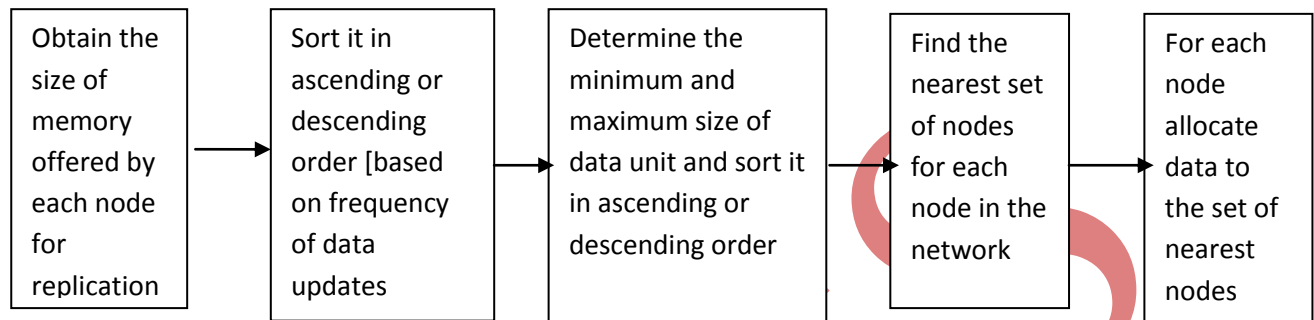 Obtain the
size of
memory
offered by
each node
for
replication
Sort it in
ascending or
descending
order [based
on frequency
of data
updates
Determine the
minimum and
maximum size of
data unit and sort it
in ascending or
descending order
Find the
nearest set
of nodes
for each
node in the
network
For each
node
allocate
data to
the set of
nearest
nodes